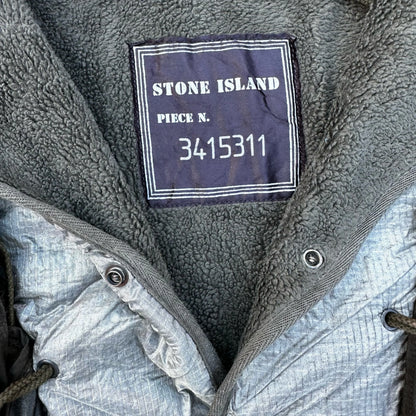 STONE ISLAND
PIECE N.
3415311